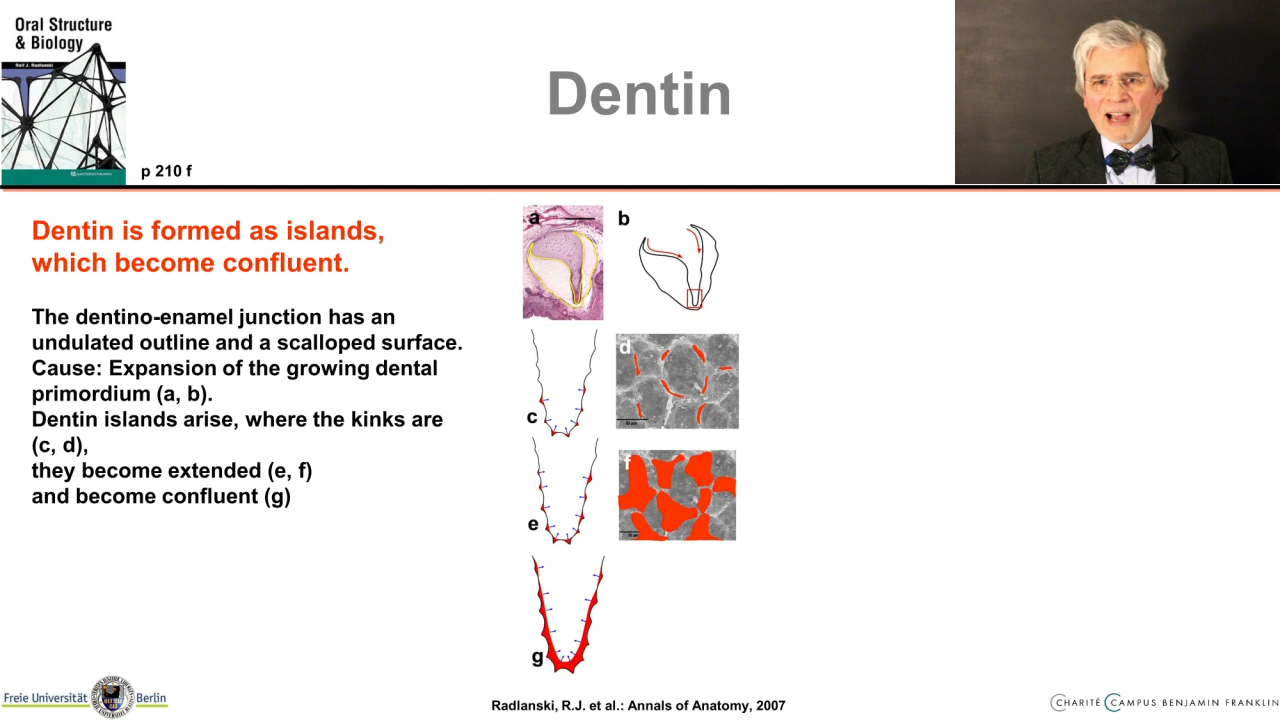 Oral Structure
& Biology
Ralf J. Radlanski
p 210 f
Dentin
Dentin is formed as islands,
which become confluent.
The dentino-enamel junction has an
undulated outline and a scalloped surface.
Cause: Expansion of the growing dental
primordium (a, b).
Dentin islands arise, where the kinks are
(c, d),
they become extended (e, f)
and become confluent (g)
a
b
c
d
e
f
g
Freie Universität Berlin
Radlanski, R.J. et al.: Annals of Anatomy, 2007
CHARITÉ CAMPUS BENJAMIN FRANKLIN